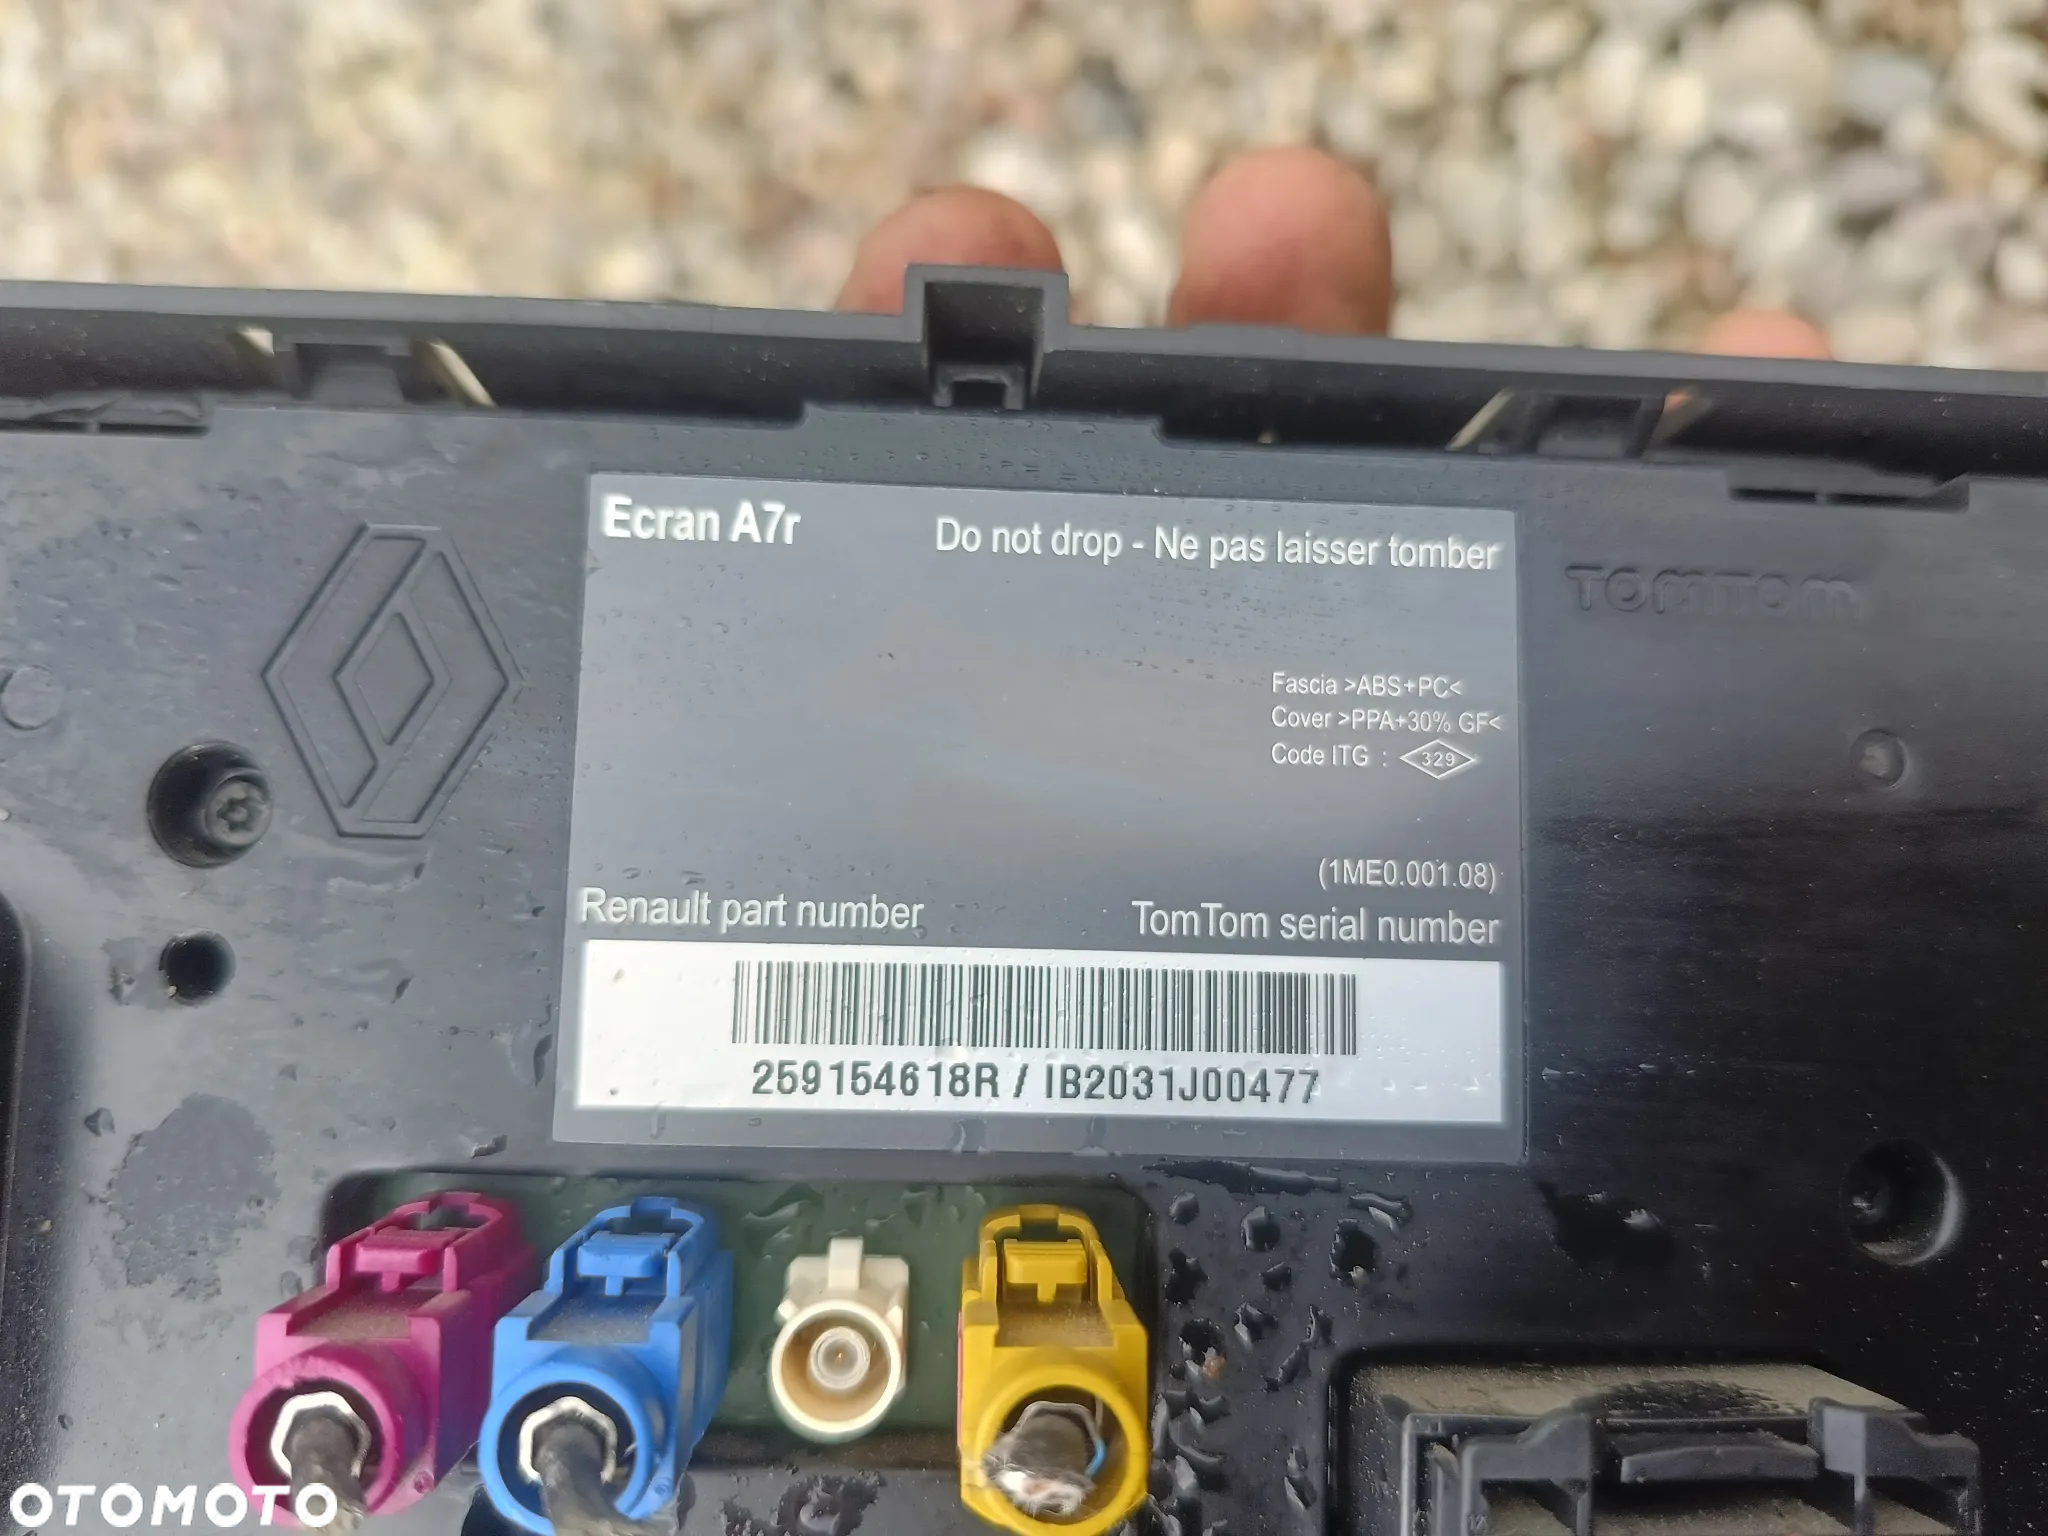 Ecran A7r
Do not drop - Ne pas laisser tomber
TOMTOM
Fascia >ABS+PC<
Cover >PPA+30% GF<
Code ITG : 329
(1ME0.001.08)
Renault part number
TomTom serial number
259154618R / IB2031J00477
OTOMOTO